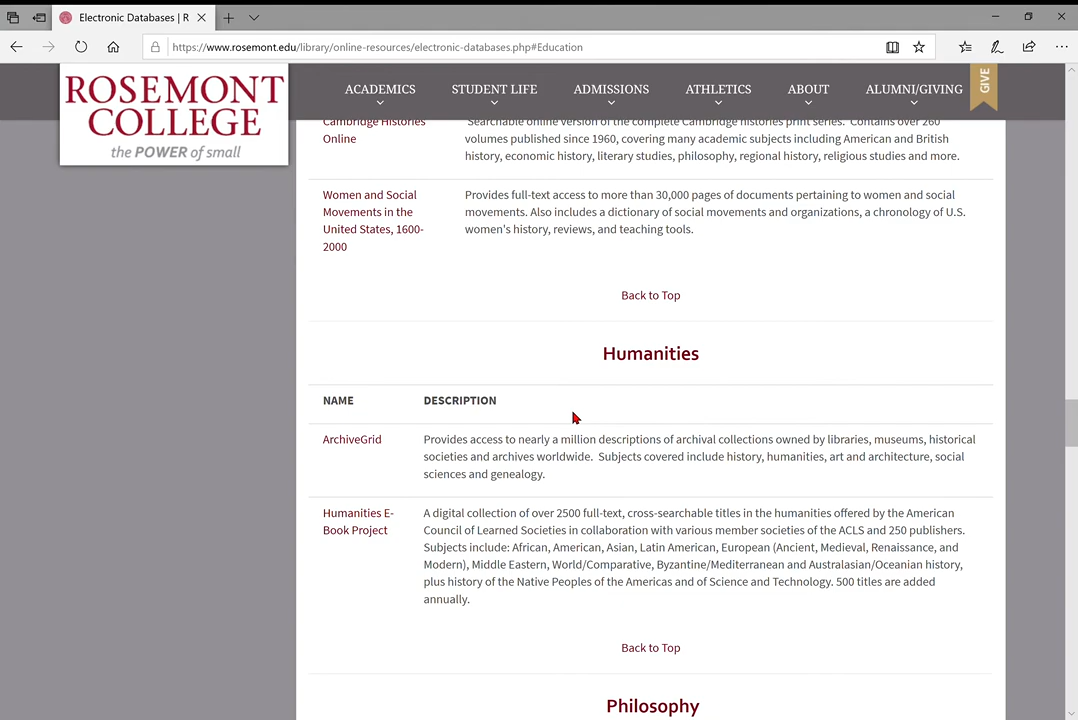 Electronic Databases | R
https://www.rosemont.edu/library/online-resources/electronic-databases.php#Education
ROSEMONT
COLLEGE
the POWER of small
ACADEMICS
STUDENT LIFE
ADMISSIONS
ATHLETICS
ABOUT
ALUMNI/GIVING
GIVE
Cambridge Histories
Online
Searchable online version of the complete Cambridge histories print series. Contains over 260
volumes published since 1960, covering many academic subjects including American and British
history, economic history, literary studies, philosophy, regional history, religious studies and more.
Women and Social
Movements in the
United States, 1600-
2000
Provides full-text access to more than 30,000 pages of documents pertaining to women and social
movements. Also includes a dictionary of social movements and organizations, a chronology of U.S.
women's history, reviews, and teaching tools.
Back to Top
Humanities
NAME
DESCRIPTION
ArchiveGrid
Provides access to nearly a million descriptions of archival collections owned by libraries, museums, historical
societies and archives worldwide. Subjects covered include history, humanities, art and architecture, social
sciences and genealogy.
Humanities E-
Book Project
A digital collection of over 2500 full-text, cross-searchable titles in the humanities offered by the American
Council of Learned Societies in collaboration with various member societies of the ACLS and 250 publishers.
Subjects include: African, American, Asian, Latin American, European (Ancient, Medieval, Renaissance, and
Modern), Middle Eastern, World/Comparative, Byzantine/Mediterranean and Australasian/Oceanian history,
plus history of the Native Peoples of the Americas and of Science and Technology. 500 titles are added
annually.
Back to Top
Philosophy